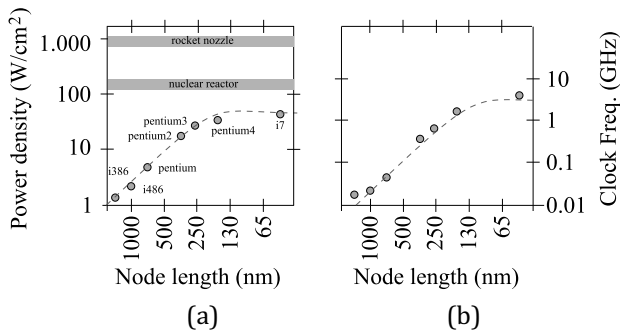 Power density (W/cm²)
1.000
100
10
1
rocket nozzle
nuclear reactor
pentium3
pentium2
pentium4
i7
i386
pentium
i486
1000
500
250
130
65
Node length (nm)
(a)
10
1
0.1
0.01
Clock Freq. (GHz)
1000
500
250
130
65
Node length (nm)
(b)